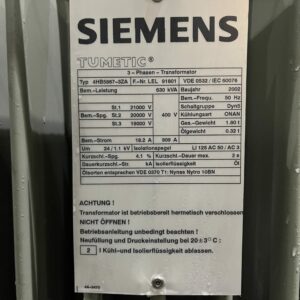 SIEMENS
TUMETIC®
3 - Phasen - Transformator
Typ 4HB5867-3ZA F.-Nr. LEL 91801 VDE 0532 / IEC 60076
Bem.-Leistung 630 kVA Baujahr 2002
Bem.-Frequ. 50 Hz
St.1 21000 V Schaltgruppe Dyn5
Bem.-Spg. St.2 20000 V 400 V Kühlungsart ONAN
St.3 19000 V Ges.-Gewicht 1.80 t
Ölgewicht 0.32 t
Bem.-Strom 18.2 A 909 A
Um 24 / 1.1 kV Isolationspegel LI 125 AC 50 / AC 3
Kurzschl.-Spg. 4.1 % Kurzschl.-Dauer max. 2 s
Dauerkurzschl.-Str. kA Isolierflüssigkeit Öl
Ölsorten entsprechen VDE 0370 T1: Nynas Nytro 10BN
ACHTUNG !
Transformator ist betriebsbereit hermetisch verschlossen
NICHT ÖFFNEN !
Betriebsanleitung unbedingt beachten !
Neufüllung und Druckeinstellung bei 20±3°C :
2 l Kühl-und Isolierflüssigkeit ablassen.